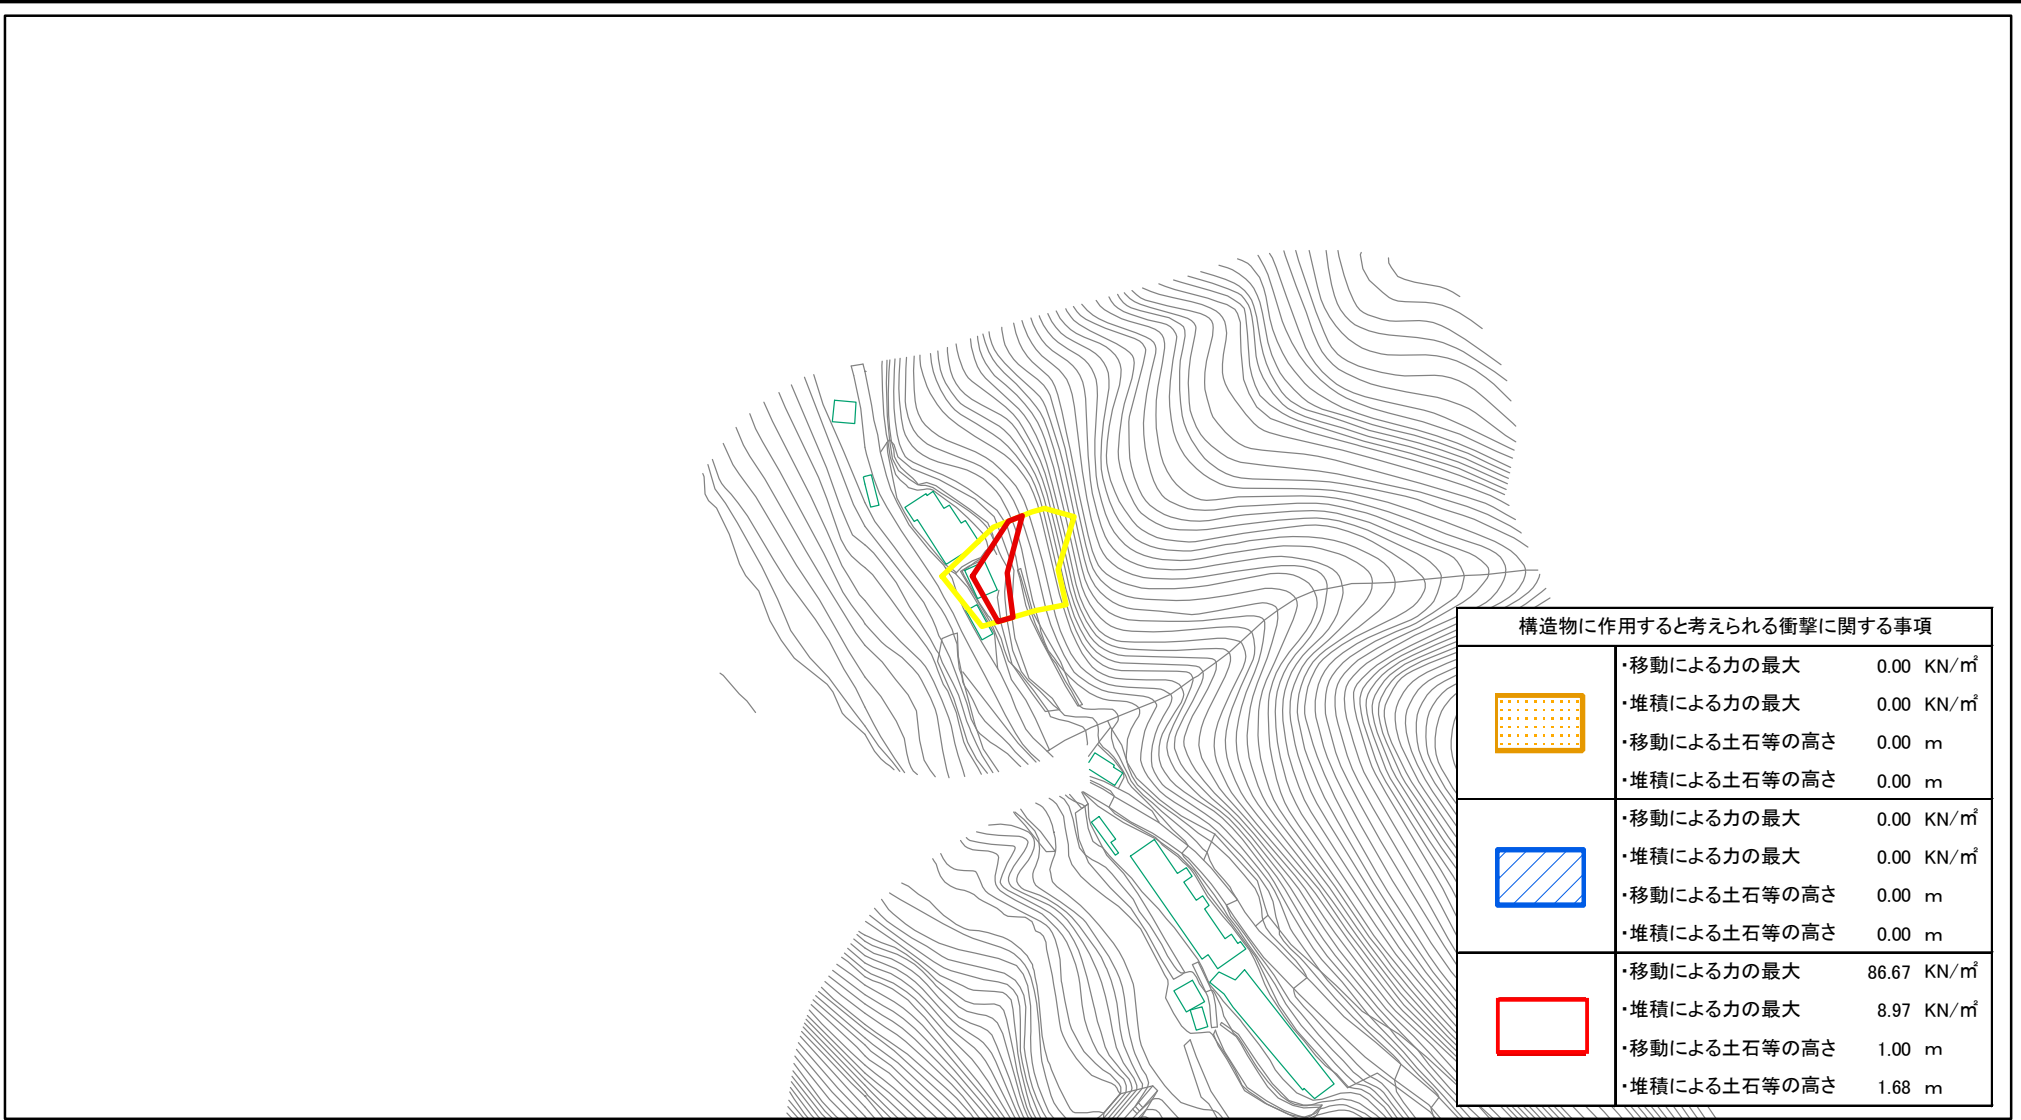 構造物に作用すると考えられる衝撃に関する事項
・移動による力の最大 0.00 KN/㎡
・堆積による力の最大 0.00 KN/㎡
・移動による土石等の高さ 0.00 m
・堆積による土石等の高さ 0.00 m
・移動による力の最大 0.00 KN/㎡
・堆積による力の最大 0.00 KN/㎡
・移動による土石等の高さ 0.00 m
・堆積による土石等の高さ 0.00 m
・移動による力の最大 86.67 KN/㎡
・堆積による力の最大 8.97 KN/㎡
・移動による土石等の高さ 1.00 m
・堆積による土石等の高さ 1.68 m